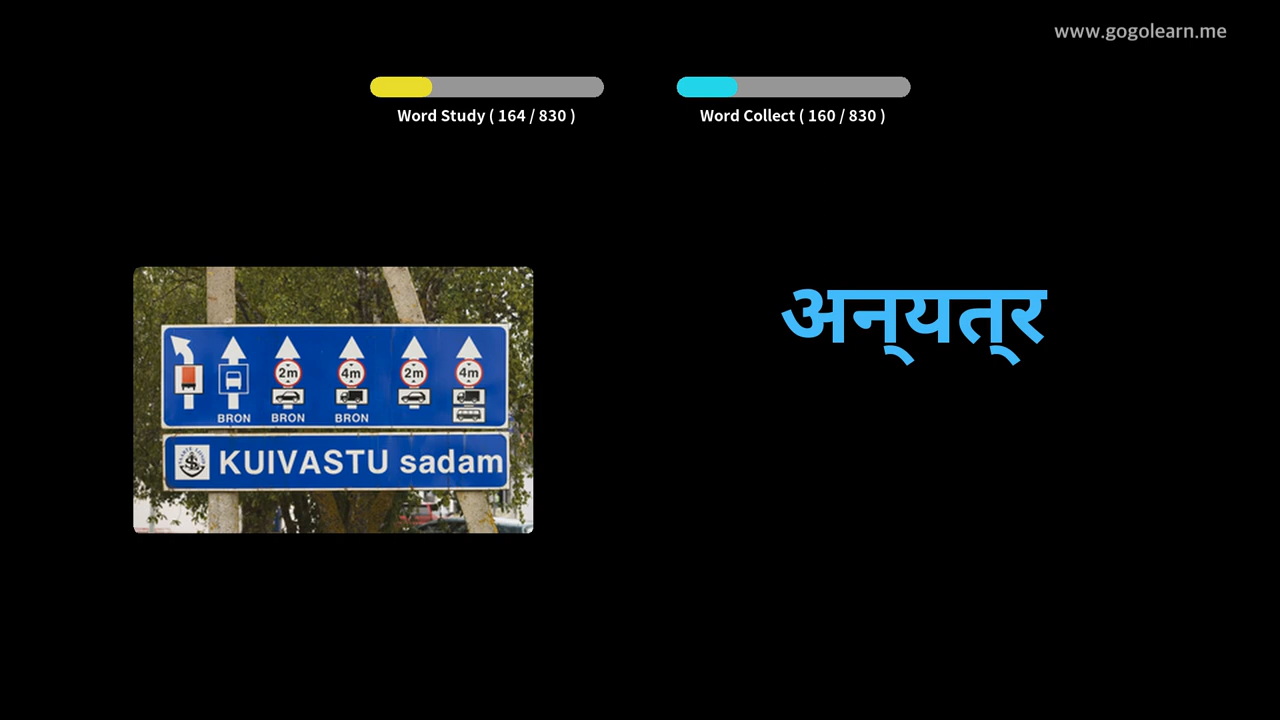 www.gogolearn.me
Word Study ( 164 / 830 )
Word Collect ( 160 / 830 )
अन्‌यत्‌र
2m 4m 2m 4m
BRON BRON BRON
KUIVASTU sadam